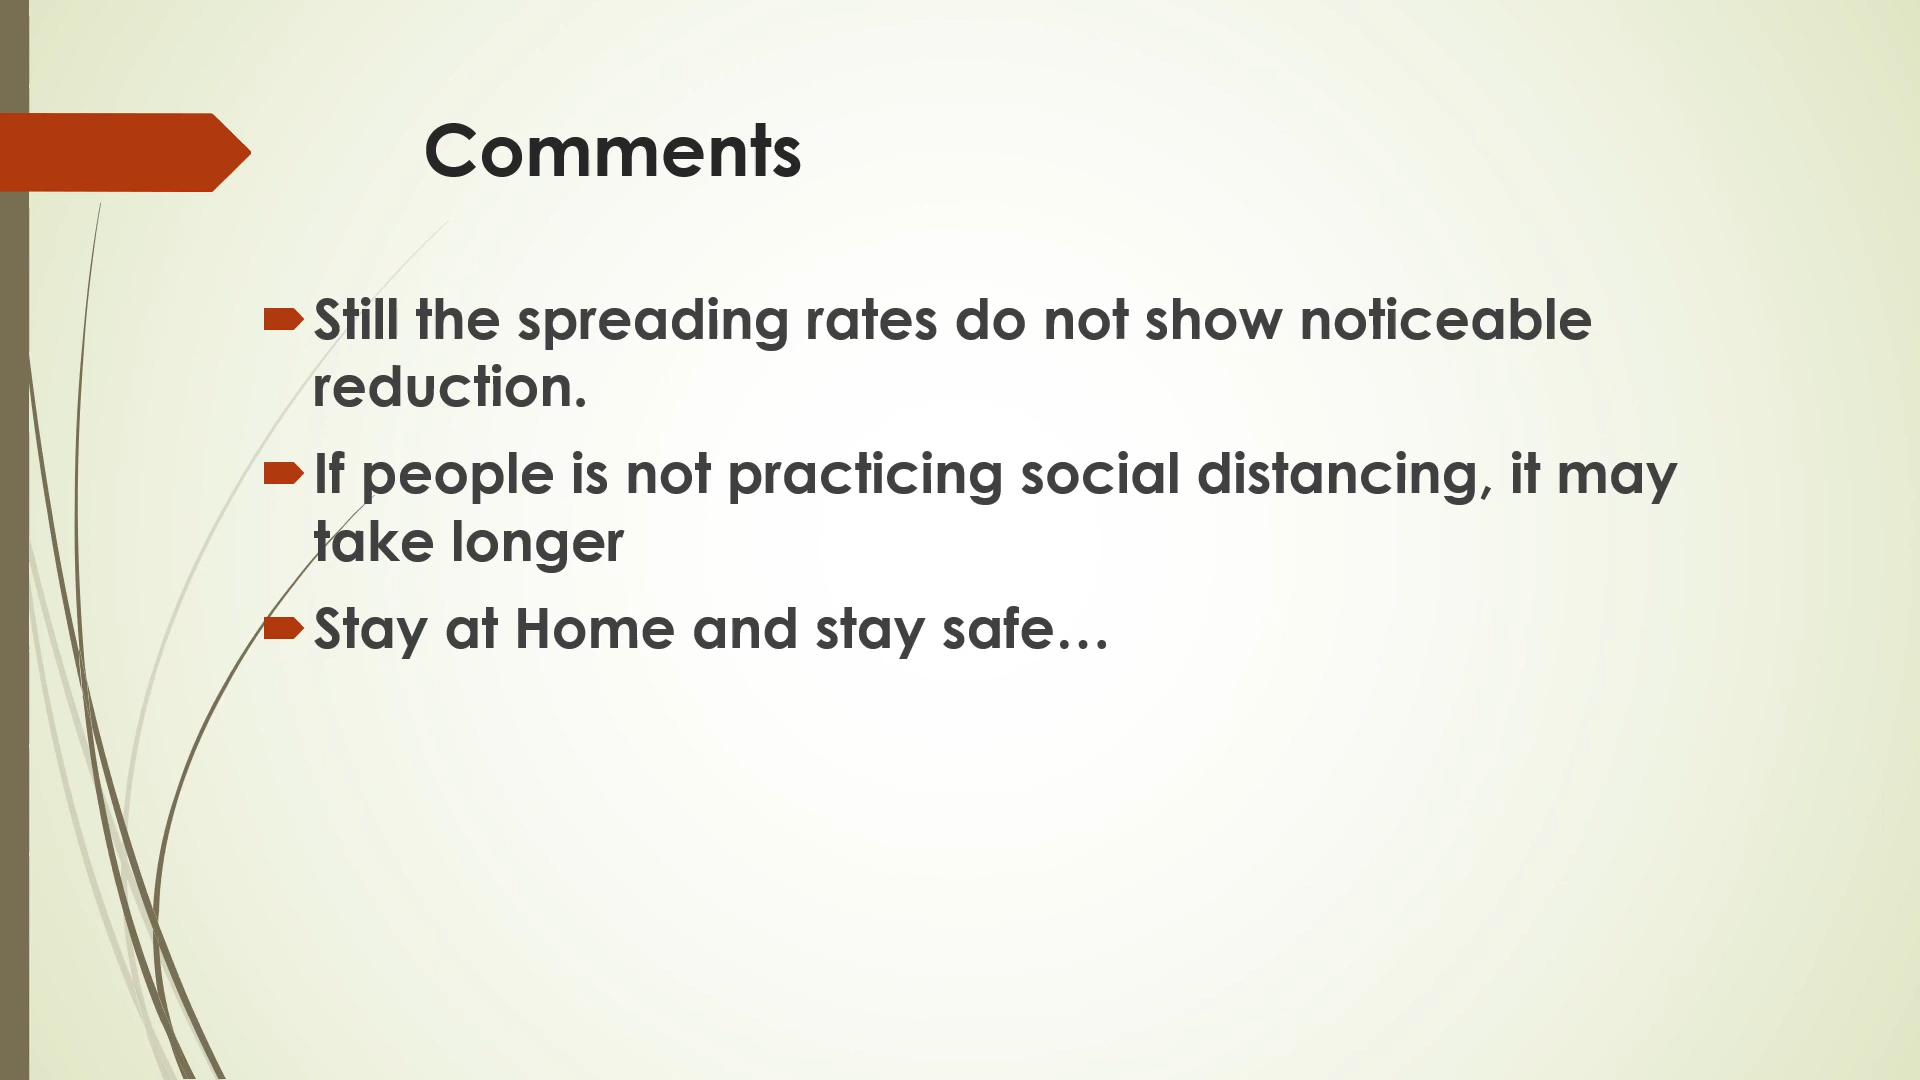 Comments
Still the spreading rates do not show noticeable
reduction.
If people is not practicing social distancing, it may
take longer
Stay at Home and stay safe…